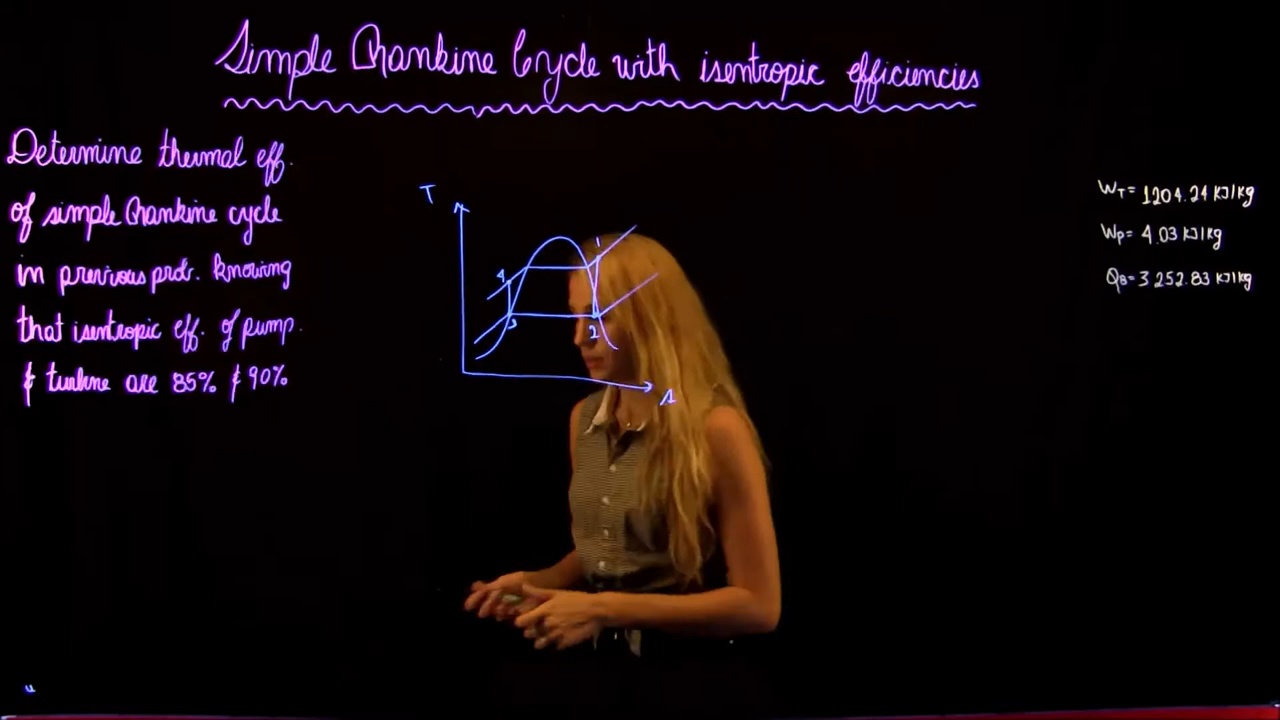 Simple Rankine Cycle with isentropic efficiencies
Determine thermal eff.
of simple Rankine cycle
in previous prob. knowing
that isentropic eff. of pump
& turbine are 85% & 90%
T
1
4
3
2
s
WT= 1204.24 kJ/kg
Wp= 4.03 kJ/kg
QB= 3252.83 kJ/kg